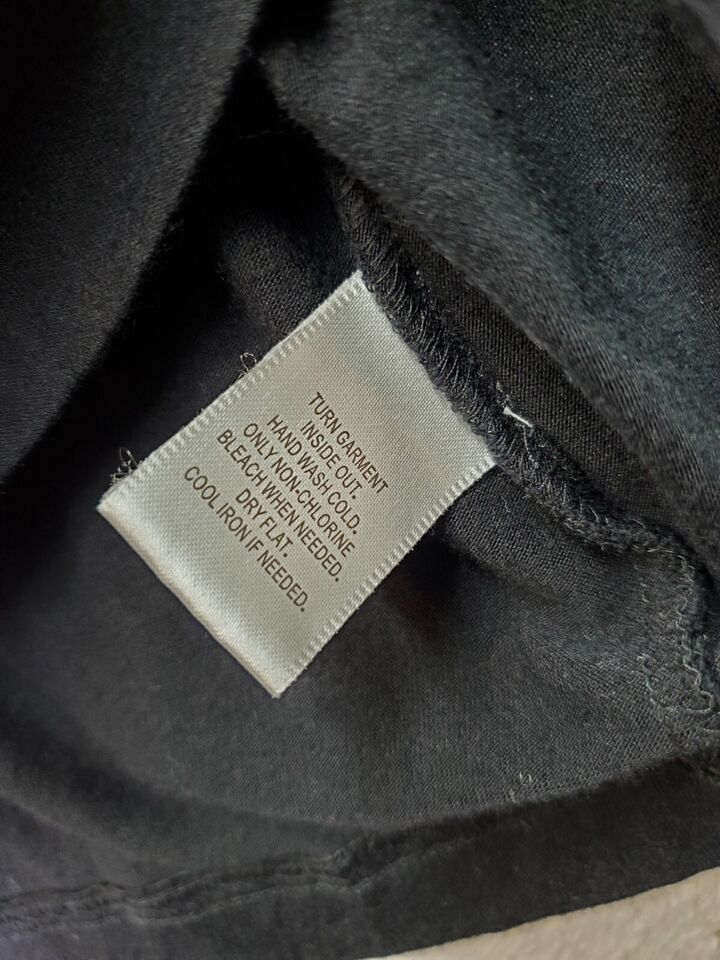 TURN GARMENT
INSIDE OUT.
HAND WASH COLD.
ONLY NON-CHLORINE
BLEACH WHEN NEEDED.
DRY FLAT.
COOL IRON IF NEEDED.